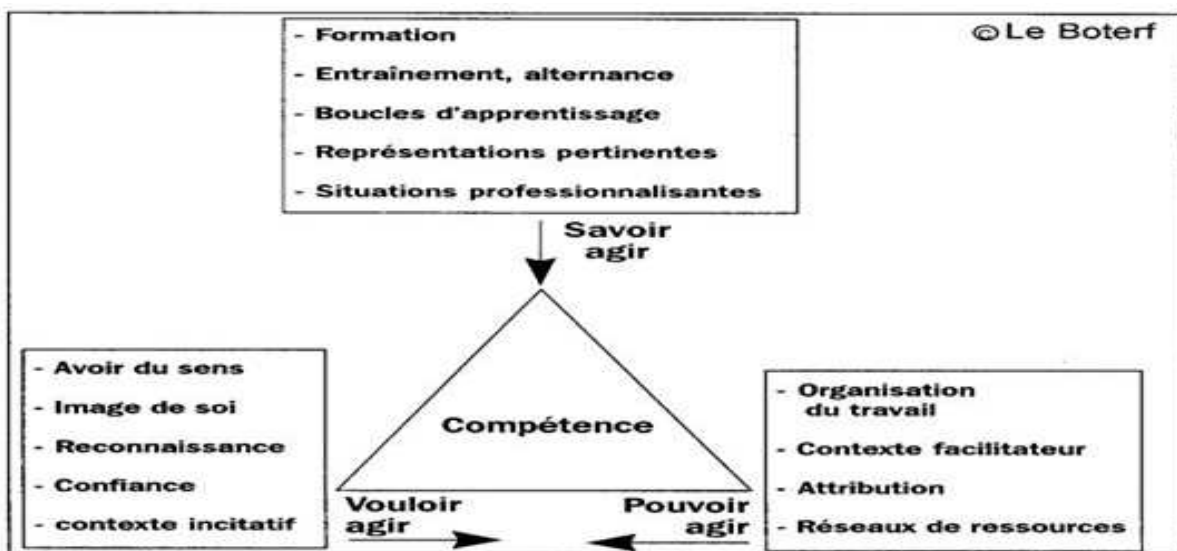 ©Le Boterf
- Formation
- Entraînement, alternance
- Boucles d'apprentissage
- Représentations pertinentes
- Situations professionnalisantes
Savoir
agir
- Avoir du sens
- Image de soi
- Reconnaissance
- Confiance
- contexte incitatif
Compétence
Vouloir
agir
Pouvoir
agir
- Organisation
du travail
- Contexte facilitateur
- Attribution
- Réseaux de ressources